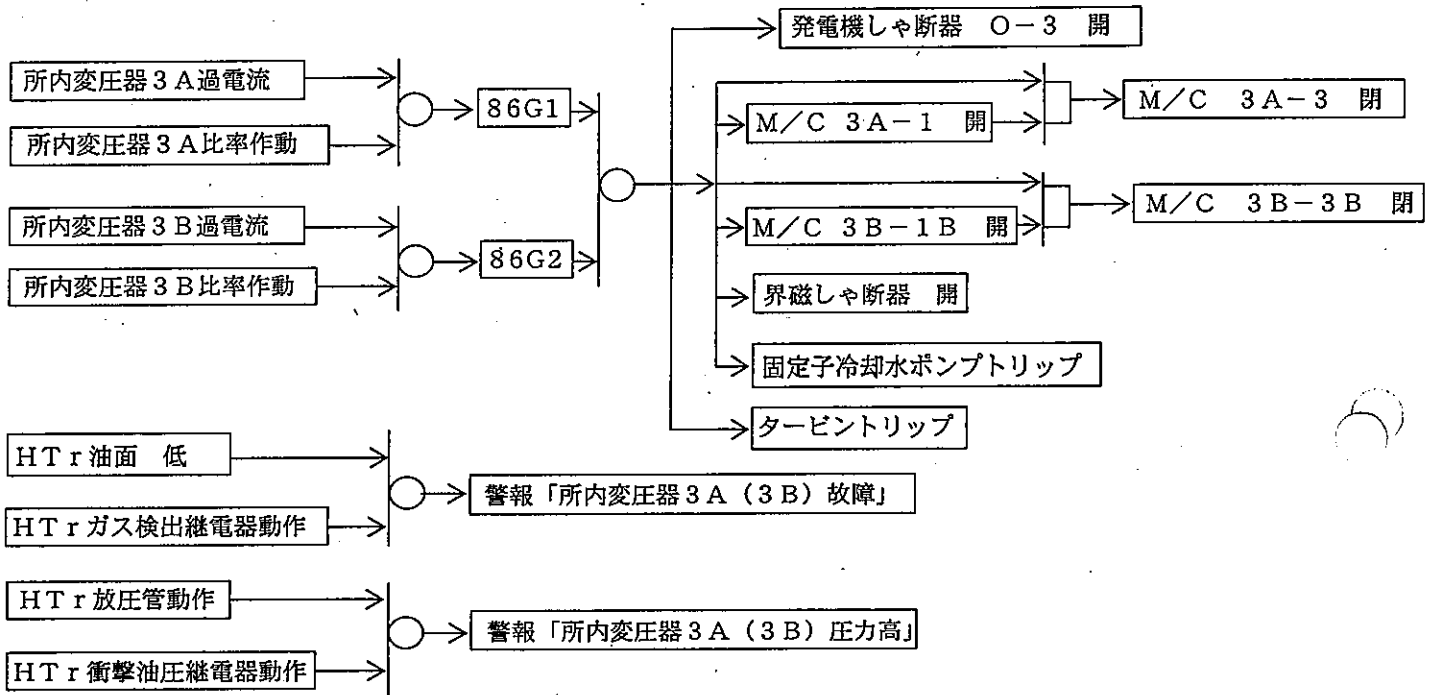 発電機しゃ断器 O-3 開
所内変圧器3A過電流
86G1
M/C 3A-3 閉
M/C 3A-1 開
所内変圧器3A比率作動
所内変圧器3B過電流
86G2
M/C 3B-3B 閉
M/C 3B-1B 開
所内変圧器3B比率作動
界磁しゃ断器 開
固定子冷却水ポンプトリップ
タービントリップ
HTr油面 低
警報「所内変圧器3A(3B)故障」
HTrガス検出継電器動作
HTr放圧管動作
警報「所内変圧器3A(3B)圧力高」
HTr衝撃油圧継電器動作